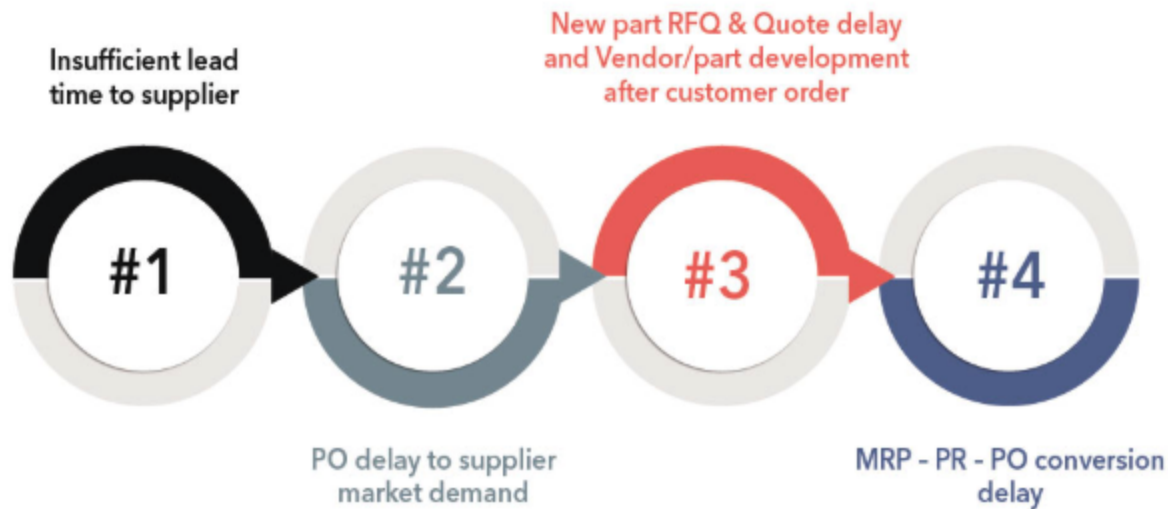 Insufficient lead
time to supplier
#1
#2
PO delay to supplier
market demand
New part RFQ & Quote delay
and Vendor/part development
after customer order
#3
#4
MRP - PR - PO conversion
delay